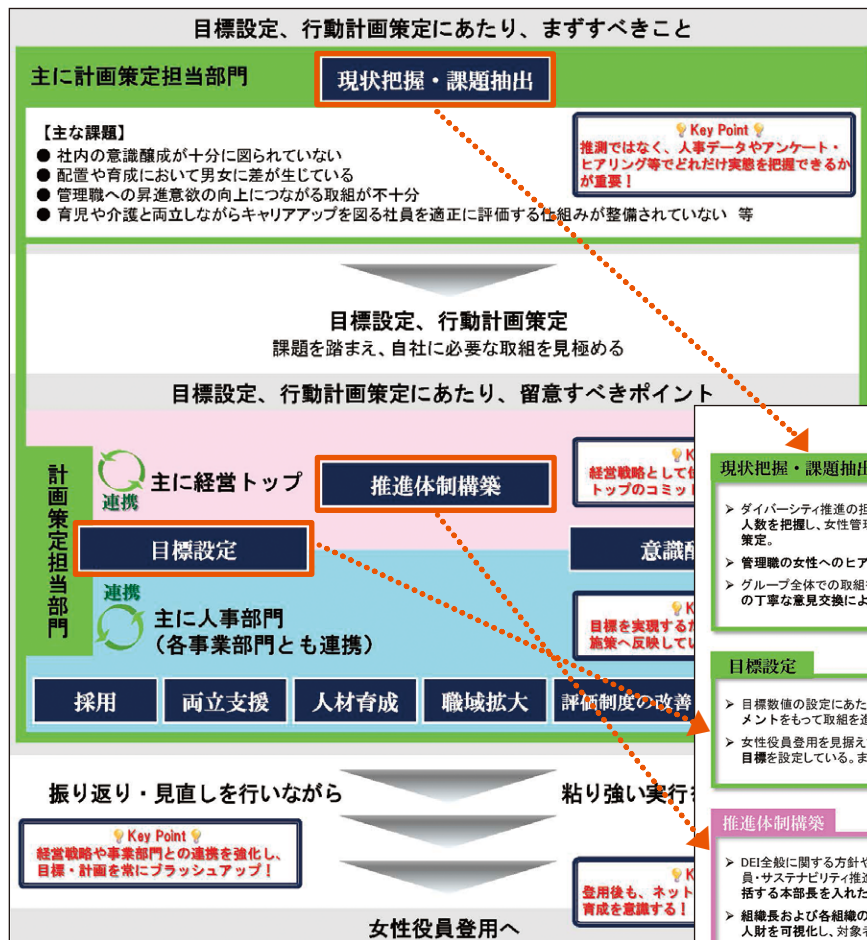 目標設定、行動計画策定にあたり、まずすべきこと
主に計画策定担当部門
現状把握・課題抽出
【主な課題】
● 社内の意識醸成が十分に図られていない
● 配置や育成において男女に差が生じている
● 管理職への昇進意欲の向上につながる取組が不十分
● 育児や介護と両立しながらキャリアアップを図る社員を適正に評価する仕組みが整備されていない 等
Key Point
推測ではなく、人事データやアンケート・
ヒアリング等でどれだけ実態を把握できるか
が重要!
目標設定、行動計画策定
課題を踏まえ、自社に必要な取組を見極める
目標設定、行動計画策定にあたり、留意すべきポイント
計画策定担当部門
連携
主に経営トップ
推進体制構築
K
経営戦略として
トップのコミッ
目標設定
意識
連携
主に人事部門
(各事業部門とも連携)
K
目標を実現する
施策へ反映してい
採用
両立支援
人材育成
職域拡大
評価制度の改善
振り返り・見直しを行いながら
粘り強い実行
Key Point
経営戦略や事業部門との連携を強化し、
目標・計画を常にブラッシュアップ!
K
登用後も、ネット
育成を意識する!
女性役員登用へ
現状把握・課題抽出
➢ ダイバーシティ推進の担
人数を把握し、女性管理
策定。
➢ 管理職の女性へのヒア
➢ グループ全体での取組
の丁寧な意見交換によ
目標設定
➢ 目標数値の設定にあた
メントをもって取組を進
➢ 女性役員登用を見据え
目標を設定している。ま
推進体制構築
➢ DEI全般に関する方針や
員・サステナビリティ推進
括する本部長を入れた
➢ 組織長および各組織の
人財を可視化し、対象者